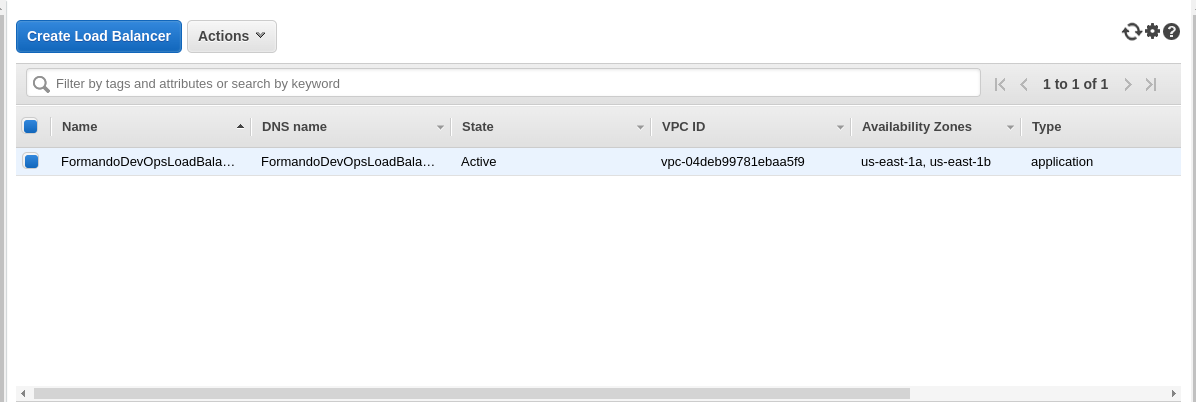 Create Load Balancer Actions
Filter by tags and attributes or search by keyword 1 to 1 of 1
Name DNS name State VPC ID Availability Zones Type
FormandoDevOpsLoadBala… FormandoDevOpsLoadBala… Active vpc-04deb99781ebaa5f9 us-east-1a, us-east-1b application